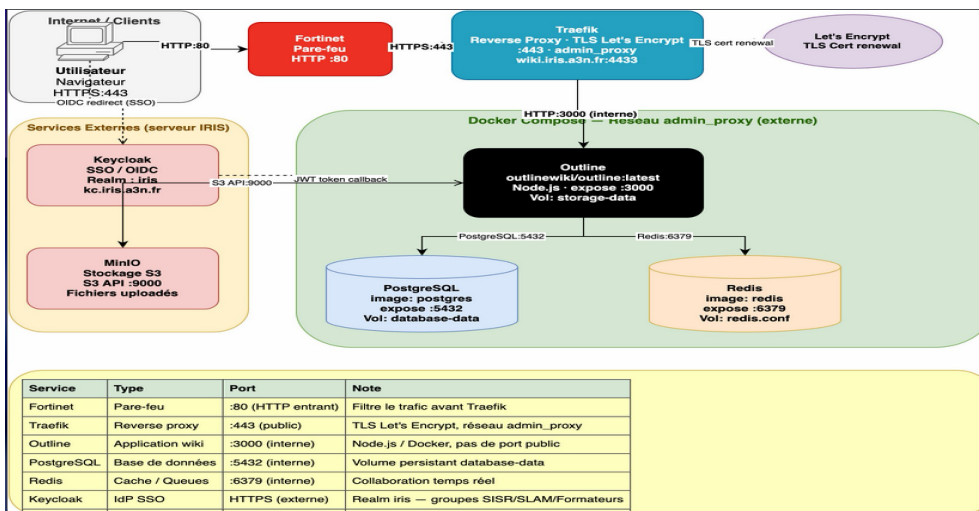 Internet / Clients
Utilisateur
Navigateur
HTTPS:443
OIDC redirect (SSO)
HTTP:80
Fortinet
Pare-feu
HTTP :80
HTTPS:443
Traefik
Reverse Proxy · TLS Let's Encrypt
:443 · admin_proxy
wiki.iris.a3n.fr:4433
TLS cert renewal
Let's Encrypt
TLS Cert renewal
HTTP:3000 (interne)
Services Externes (serveur IRIS)
Keycloak
SSO / OIDC
Realm : iris
kc.iris.a3n.fr
S3 API:9000
JWT token callback
MinIO
Stockage S3
S3 API :9000
Fichiers uploadés
Docker Compose — Réseau admin_proxy (externe)
Outline
outlinewiki/outline:latest
Node.js · expose :3000
Vol: storage-data
PostgreSQL:5432
Redis:6379
PostgreSQL
image: postgres
expose :5432
Vol: database-data
Redis
image: redis
expose :6379
Vol: redis.conf
Service Type Port Note
Fortinet Pare-feu :80 (HTTP entrant) Filtre le trafic avant Traefik
Traefik Reverse proxy :443 (public) TLS Let's Encrypt, réseau admin_proxy
Outline Application wiki :3000 (interne) Node.js / Docker, pas de port public
PostgreSQL Base de données :5432 (interne) Volume persistant database-data
Redis Cache / Queues :6379 (interne) Collaboration temps réel
Keycloak IdP SSO HTTPS (externe) Realm iris — groupes SISR/SLAM/Formateurs